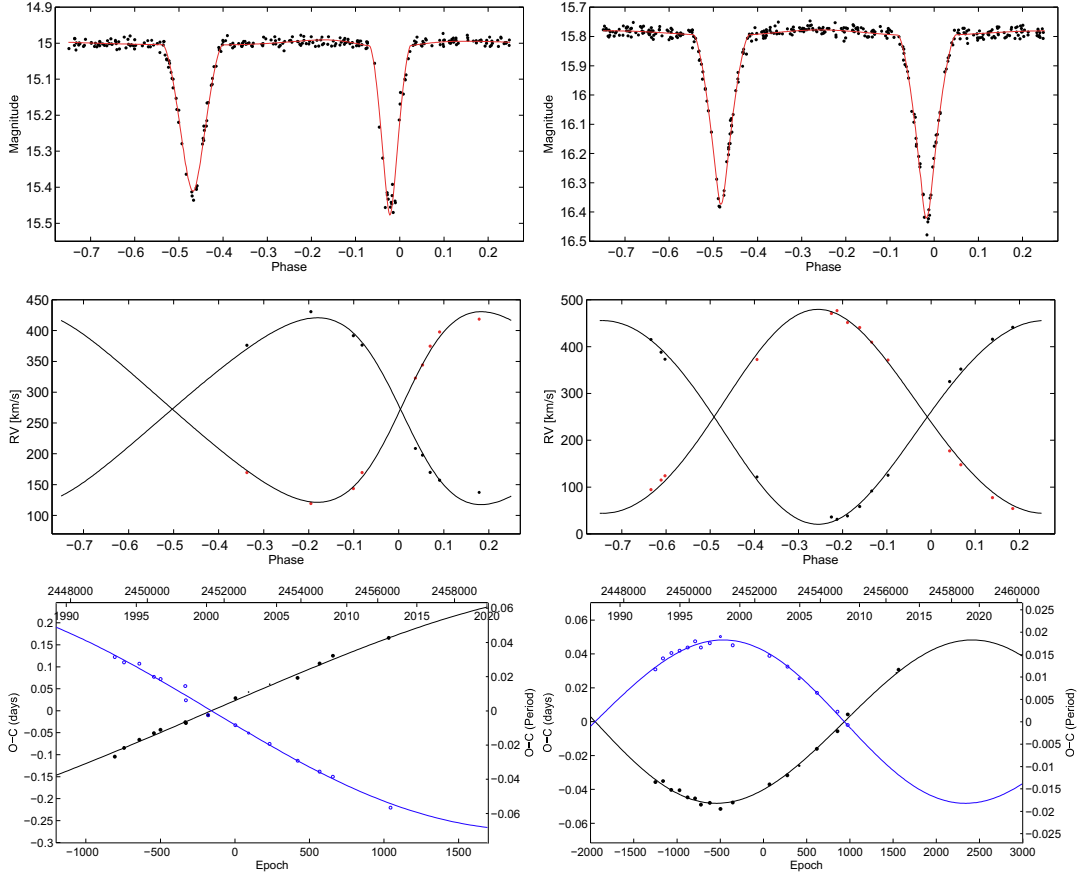 14.9
15
15.1
15.2
15.3
15.4
15.5
Magnitude
−0.7 −0.6 −0.5 −0.4 −0.3 −0.2 −0.1 0 0.1 0.2
Phase
15.7
15.8
15.9
16
16.1
16.2
16.3
16.4
16.5
Magnitude
−0.7 −0.6 −0.5 −0.4 −0.3 −0.2 −0.1 0 0.1 0.2
Phase
450
400
350
300
250
200
150
100
RV [km/s]
−0.7 −0.6 −0.5 −0.4 −0.3 −0.2 −0.1 0 0.1 0.2
Phase
500
400
300
200
100
0
RV [km/s]
−0.7 −0.6 −0.5 −0.4 −0.3 −0.2 −0.1 0 0.1 0.2
Phase
2448000 2450000 2452000 2454000 2456000 2458000
1990 1995 2000 2005 2010 2015 2020
0.2
0.15
0.1
0.05
0
−0.05
−0.1
−0.15
−0.2
−0.25
−0.3
O−C (days)
0.06
0.04
0.02
0
−0.02
−0.04
−0.06
O−C (Period)
−1000 −500 0 500 1000 1500
Epoch
2448000 2450000 2452000 2454000 2456000 2458000 2460000
1990 1995 2000 2005 2010 2015 2020
0.06
0.04
0.02
0
−0.02
−0.04
−0.06
O−C (days)
0.025
0.02
0.015
0.01
0.005
0
−0.005
−0.01
−0.015
−0.02
−0.025
O−C (Period)
−2000 −1500 −1000 −500 0 500 1000 1500 2000 2500 3000
Epoch